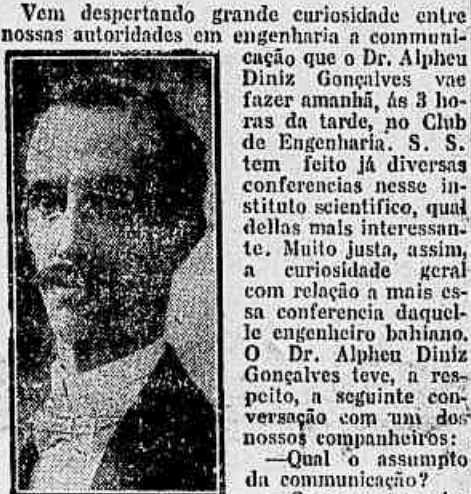 Vem despertando grande curiosidade entre
nossas autoridades em engenharia a communi-
cação que o Dr. Alpheu
Diniz Gonçalves vae
fazer amanhã, ás 3 ho-
ras da tarde, no Club
de Engenharia. S. S.
tem feito já diversas
conferencias nesse in-
stituto scientifico, qual
dellas mais interessan-
te. Muito justa, assim,
a curiosidade geral
com relação a mais es-
sa conferencia daquel-
le engenheiro bahiano.
O Dr. Alpheu Diniz
Gonçalves teve, a res-
peito, a seguinte con-
versação com um dos
nossos companheiros:
—Qual o assumpto
da communicação?